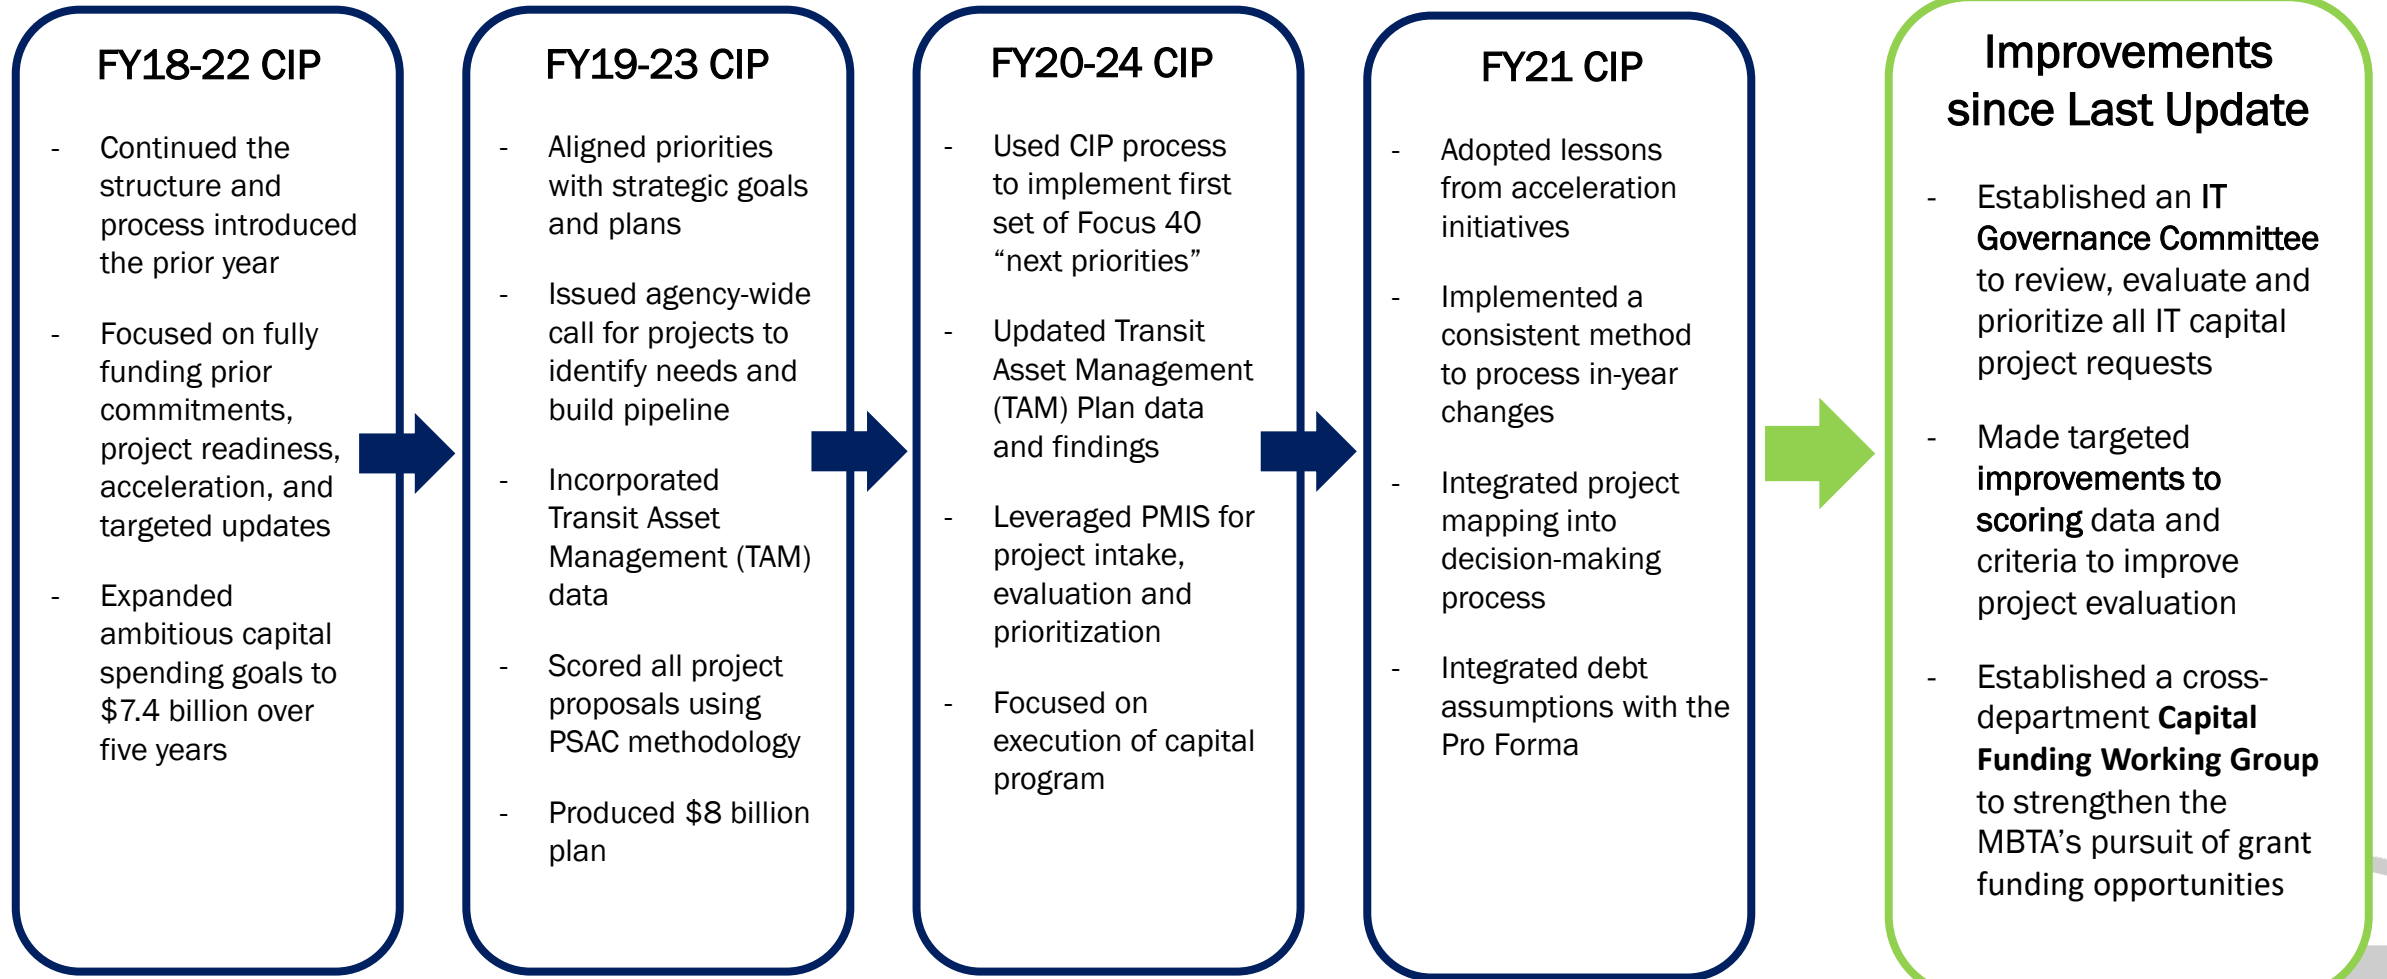 FY18-22 CIP
- Continued the
structure and
process introduced
the prior year
- Focused on fully
funding prior
commitments,
project readiness,
acceleration, and
targeted updates
- Expanded
ambitious capital
spending goals to
$7.4 billion over
five years
FY19-23 CIP
- Aligned priorities
with strategic goals
and plans
- Issued agency-wide
call for projects to
identify needs and
build pipeline
- Incorporated
Transit Asset
Management (TAM)
data
- Scored all project
proposals using
PSAC methodology
- Produced $8 billion
plan
FY20-24 CIP
- Used CIP process
to implement first
set of Focus 40
“next priorities”
- Updated Transit
Asset Management
(TAM) Plan data
and findings
- Leveraged PMIS for
project intake,
evaluation and
prioritization
- Focused on
execution of capital
program
FY21 CIP
- Adopted lessons
from acceleration
initiatives
- Implemented a
consistent method
to process in-year
changes
- Integrated project
mapping into
decision-making
process
- Integrated debt
assumptions with the
Pro Forma
Improvements
since Last Update
- Established an IT
Governance Committee
to review, evaluate and
prioritize all IT capital
project requests
- Made targeted
improvements to
scoring data and
criteria to improve
project evaluation
- Established a cross-
department Capital
Funding Working Group
to strengthen the
MBTA’s pursuit of grant
funding opportunities